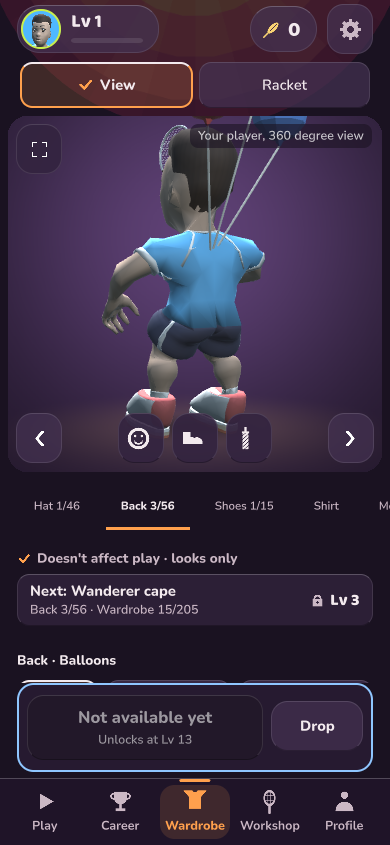 Lv 1
0
View
Racket
Your player, 360 degree view
Hat 1/46
Back 3/56
Shoes 1/15
Shirt
Doesn't affect play · looks only
Next: Wanderer cape
Back 3/56 · Wardrobe 15/205
Lv 3
Back · Balloons
Not available yet
Unlocks at Lv 13
Drop
Play
Career
Wardrobe
Workshop
Profile